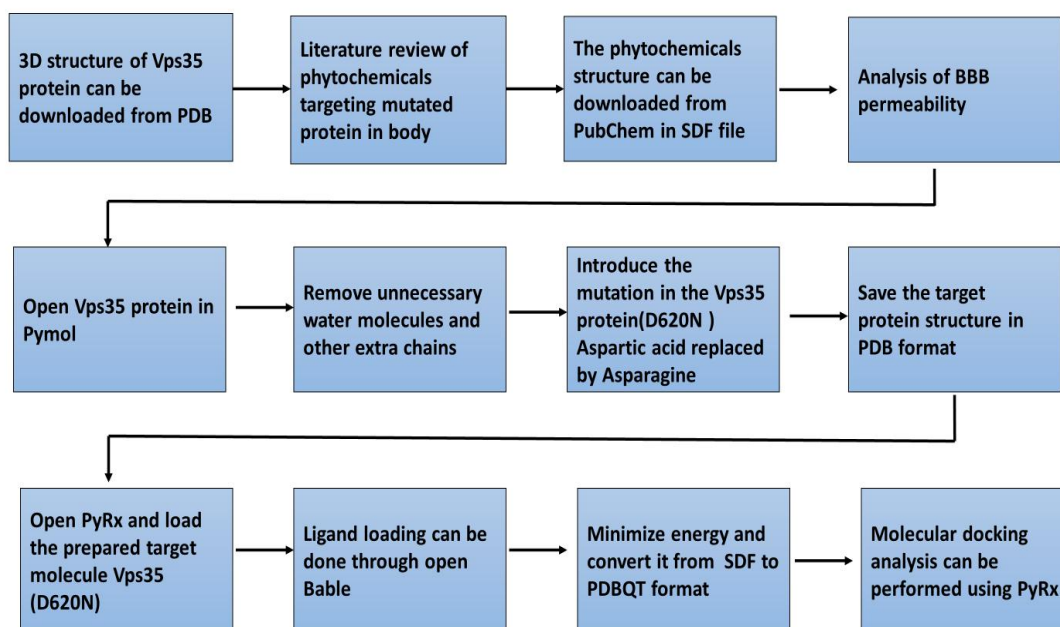 3D structure of Vps35
protein can be
downloaded from PDB
Literature review of
phytochemicals
targeting mutated
protein in body
The phytochemicals
structure can be
downloaded from
PubChem in SDF file
Analysis of BBB
permeability
Open Vps35 protein in
Pymol
Remove unnecessary
water molecules and
other extra chains
Introduce the
mutation in the Vps35
protein(D620N )
Aspartic acid replaced
by Asparagine
Save the target
protein structure in
PDB format
Open PyRx and load
the prepared target
molecule Vps35
(D620N)
Ligand loading can be
done through open
Bable
Minimize energy and
convert it from SDF to
PDBQT format
Molecular docking
analysis can be
performed using PyRx